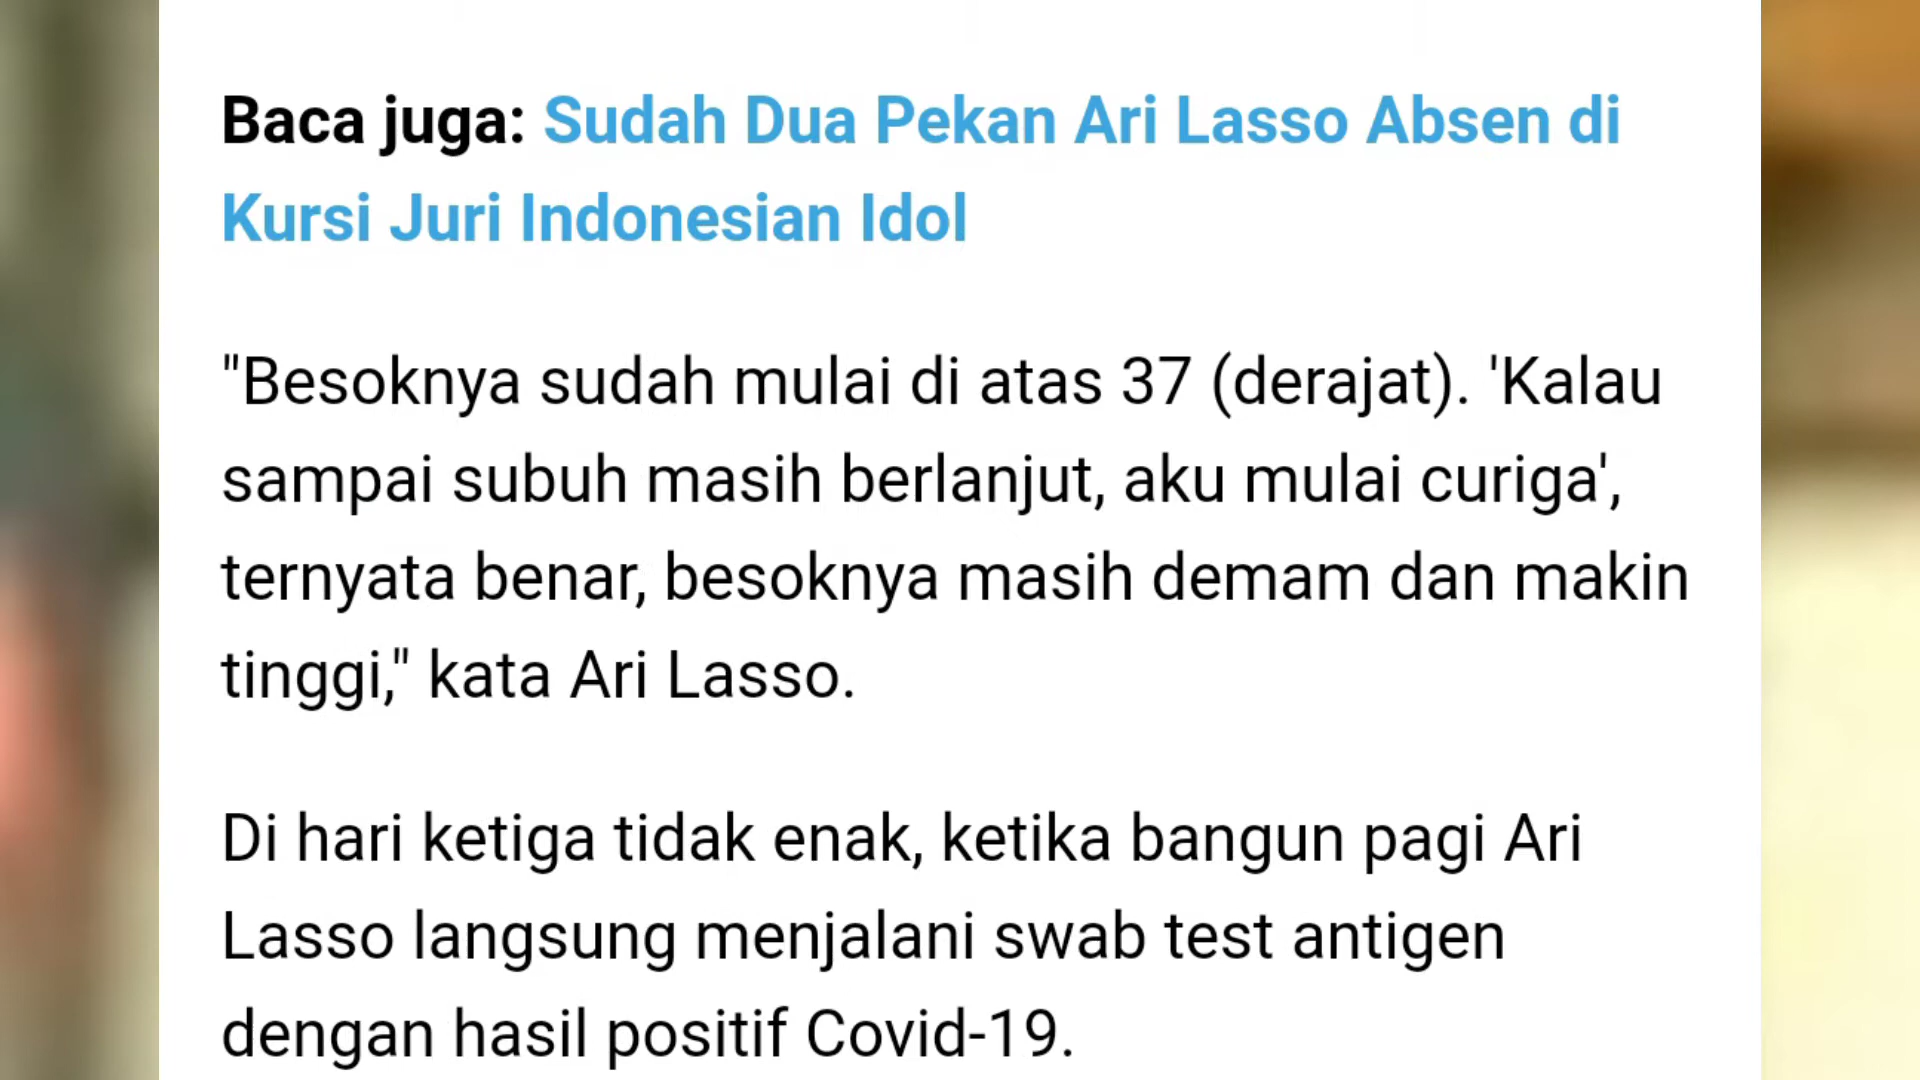 Baca juga: Sudah Dua Pekan Ari Lasso Absen di
Kursi Juri Indonesian Idol
"Besoknya sudah mulai di atas 37 (derajat). 'Kalau
sampai subuh masih berlanjut, aku mulai curiga',
ternyata benar, besoknya masih demam dan makin
tinggi," kata Ari Lasso.
Di hari ketiga tidak enak, ketika bangun pagi Ari
Lasso langsung menjalani swab test antigen
dengan hasil positif Covid-19.